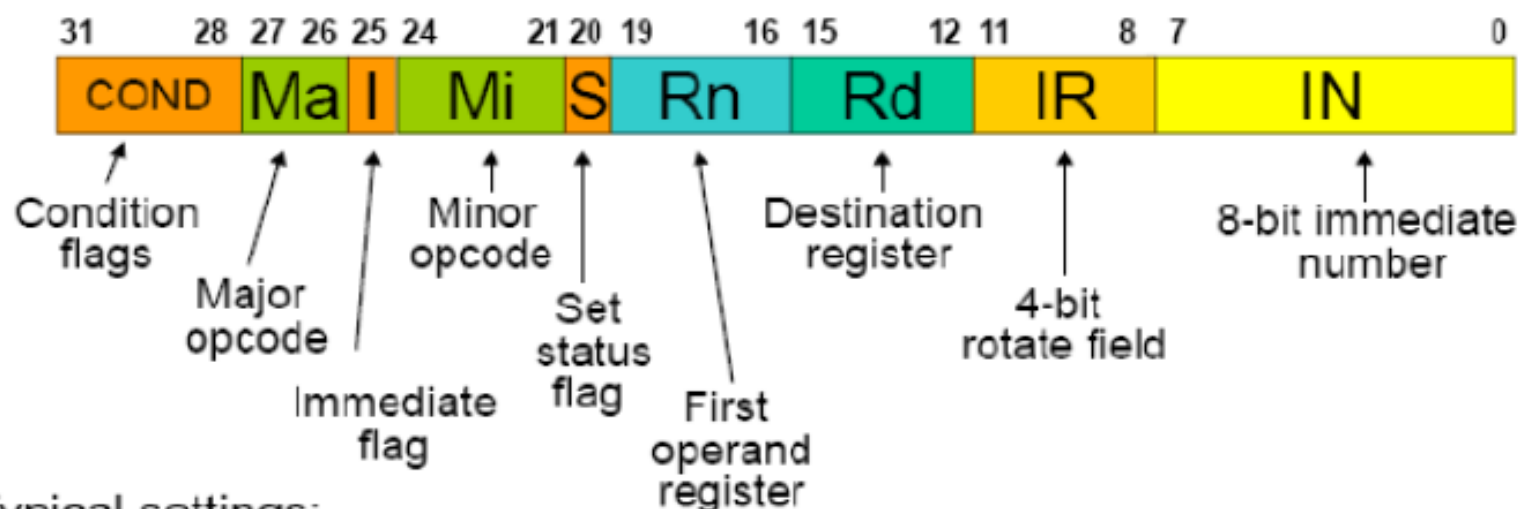 31 28 27 26 25 24 21 20 19 16 15 12 11 8 7 0
COND Ma I Mi S Rn Rd IR IN
Condition
flags
Major
opcode
Immediate
flag
Minor
opcode
Set
status
flag
First
operand
register
Destination
register
4-bit
rotate field
8-bit immediate
number